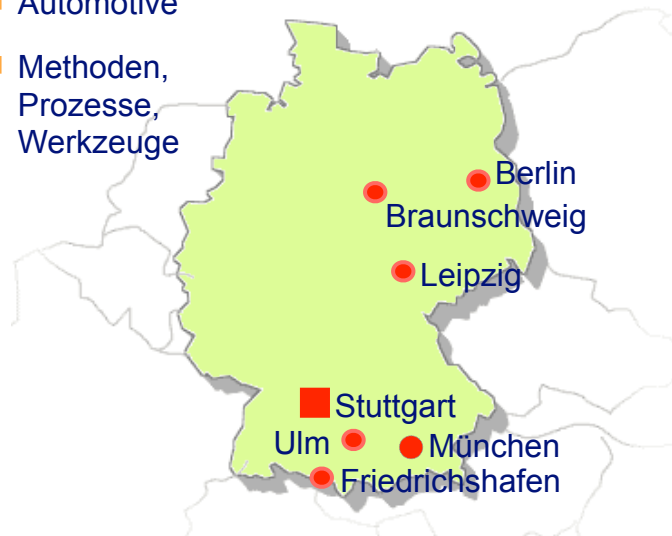 Automotive
Methoden,
Prozesse,
Werkzeuge
Berlin
Braunschweig
Leipzig
Stuttgart
Ulm
München
Friedrichshafen